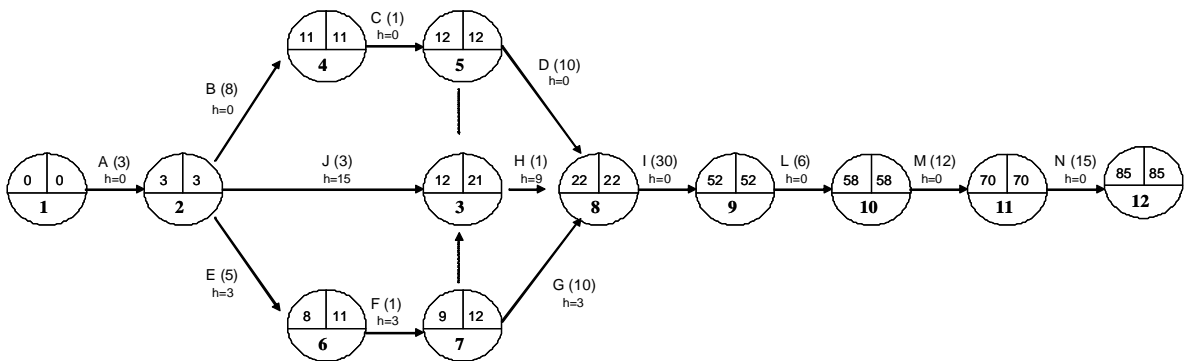 C (1)
h=0
11 11
4
12 12
5
D (10)
h=0
B (8)
h=0
A (3)
h=0
J (3)
h=15
H (1)
h=9
I (30)
h=0
L (6)
h=0
M (12)
h=0
N (15)
h=0
0 0
1
3 3
2
12 21
3
22 22
8
52 52
9
58 58
10
70 70
11
85 85
12
E (5)
h=3
G (10)
h=3
F (1)
h=3
8 11
6
9 12
7